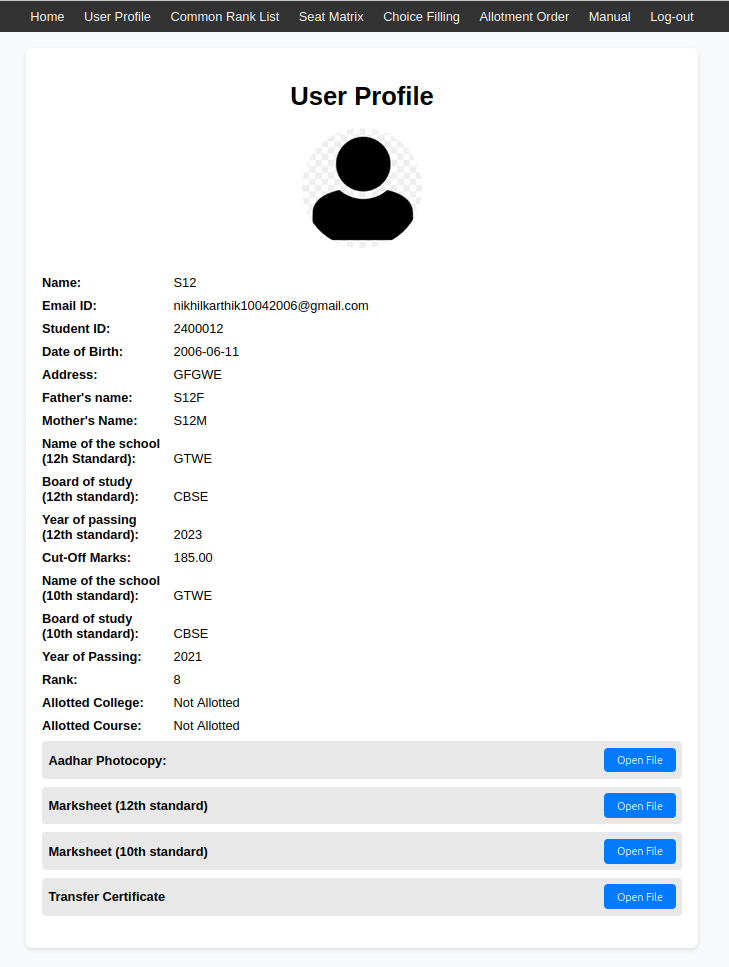 Home User Profile Common Rank List Seat Matrix Choice Filling Allotment Order Manual Log-out
User Profile
Name: S12
Email ID: nikhilkarthik10042006@gmail.com
Student ID: 2400012
Date of Birth: 2006-06-11
Address: GFGWE
Father's name: S12F
Mother's Name: S12M
Name of the school
(12h Standard): GTWE
Board of study
(12th standard): CBSE
Year of passing
(12th standard): 2023
Cut-Off Marks: 185.00
Name of the school
(10th standard): GTWE
Board of study
(10th standard): CBSE
Year of Passing: 2021
Rank: 8
Allotted College: Not Allotted
Allotted Course: Not Allotted
Aadhar Photocopy: Open File
Marksheet (12th standard) Open File
Marksheet (10th standard) Open File
Transfer Certificate Open File